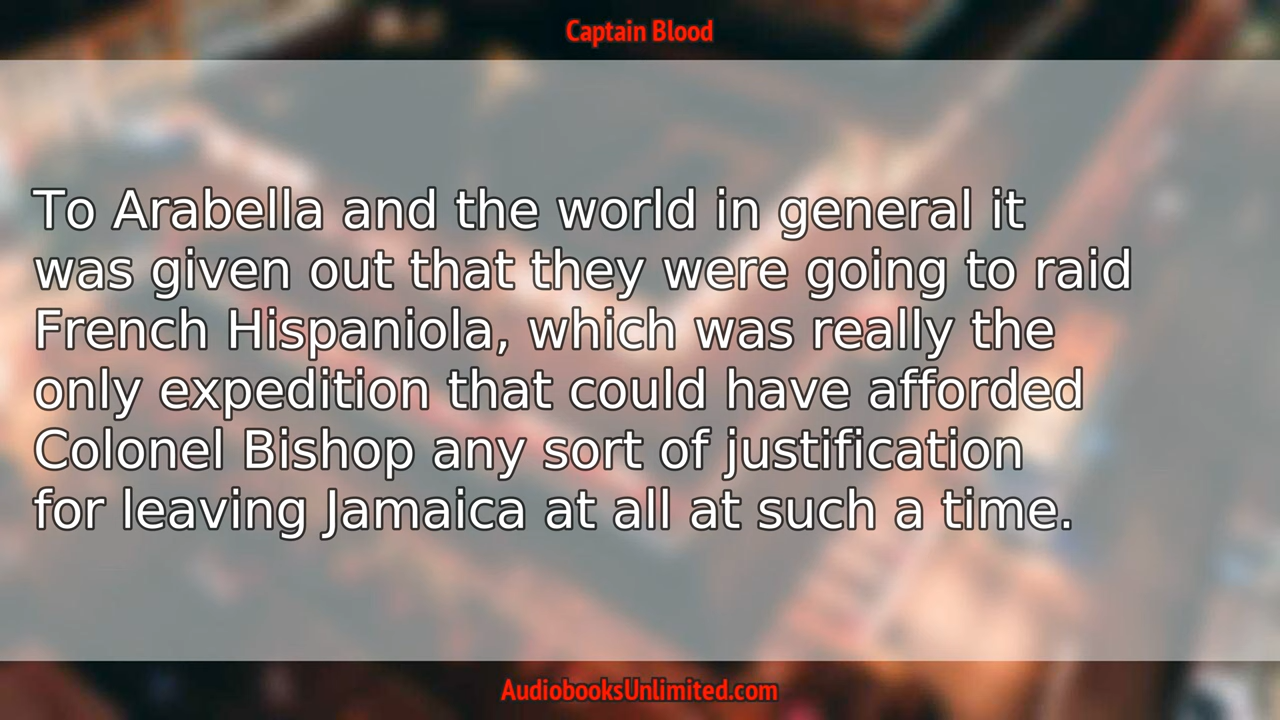 Captain Blood
To Arabella and the world in general it
was given out that they were going to raid
French Hispaniola, which was really the
only expedition that could have afforded
Colonel Bishop any sort of justification
for leaving Jamaica at all at such a time.
AudiobooksUnlimited.com